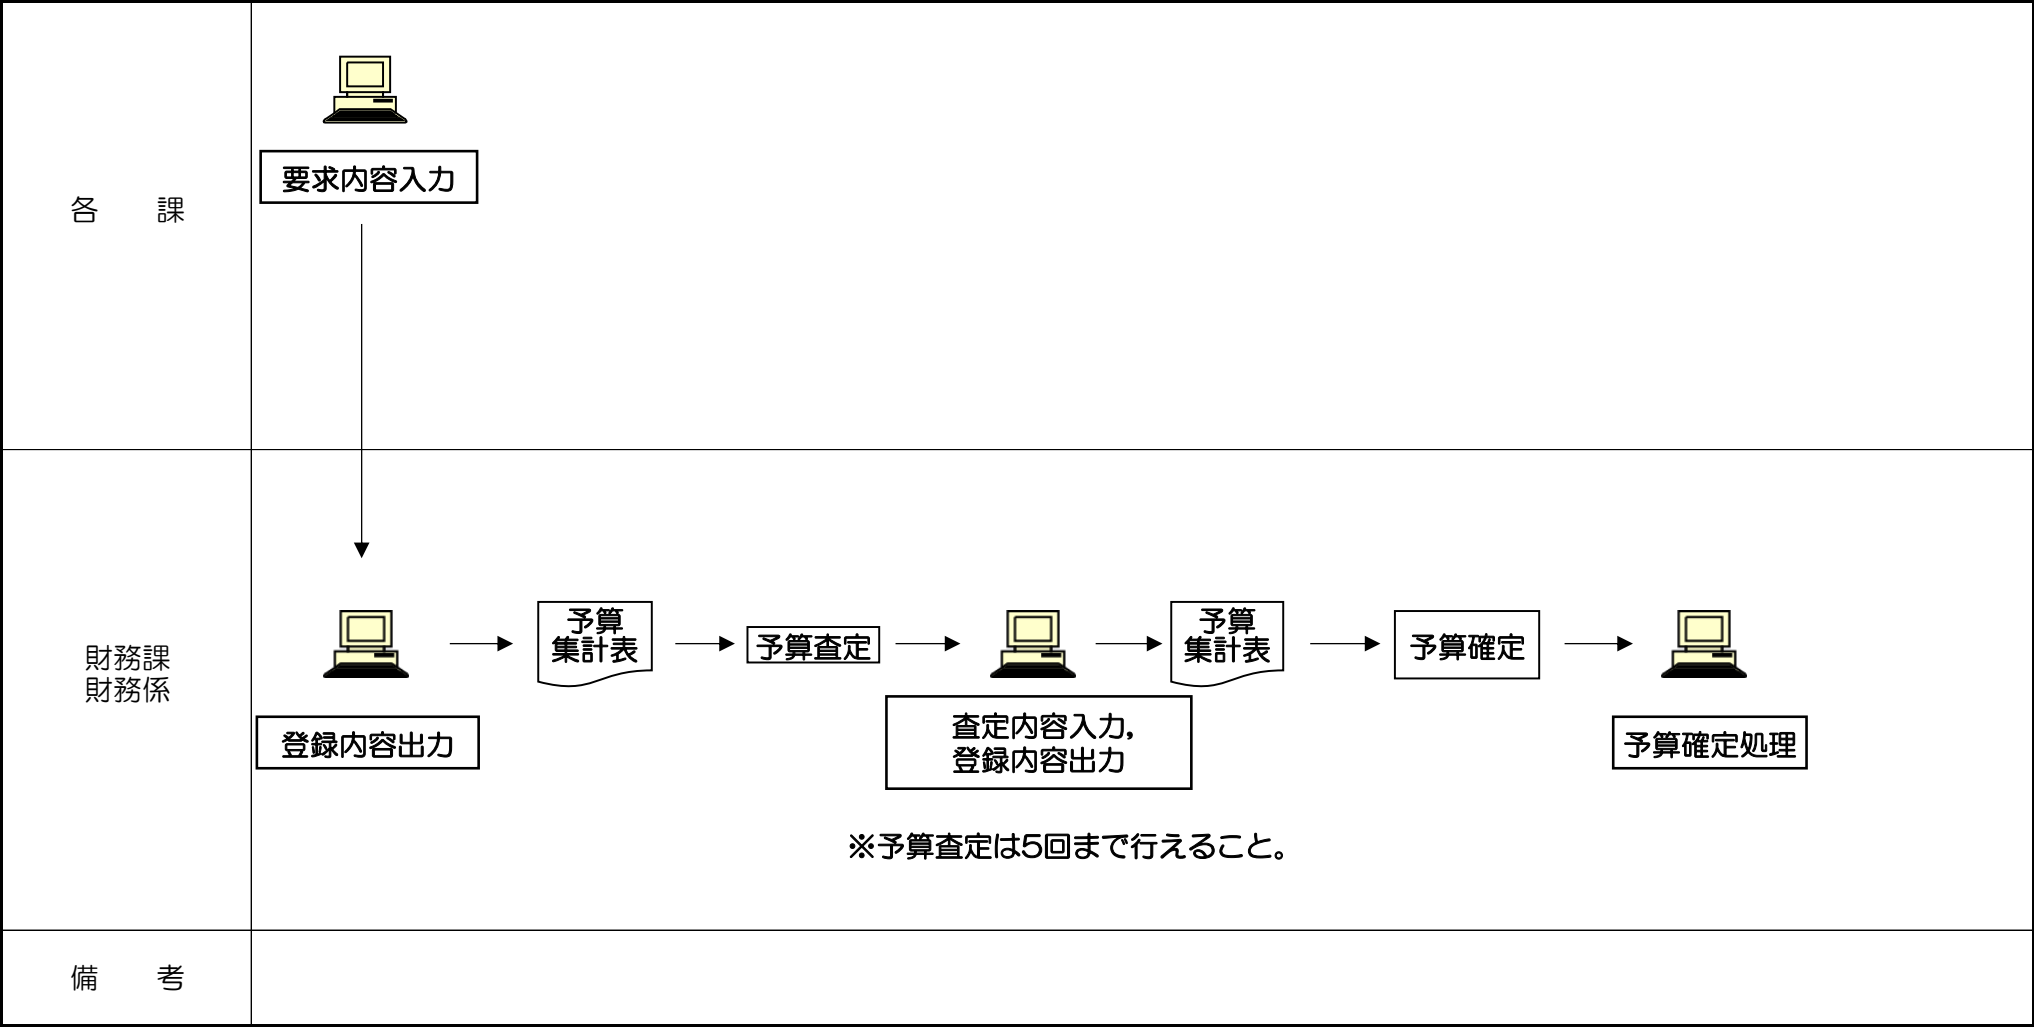 各　課
要求内容入力
財務課
財務係
登録内容出力
予算
集計表
予算査定
査定内容入力，
登録内容出力
予算
集計表
予算確定
予算確定処理
※予算査定は5回まで行えること。
備　考